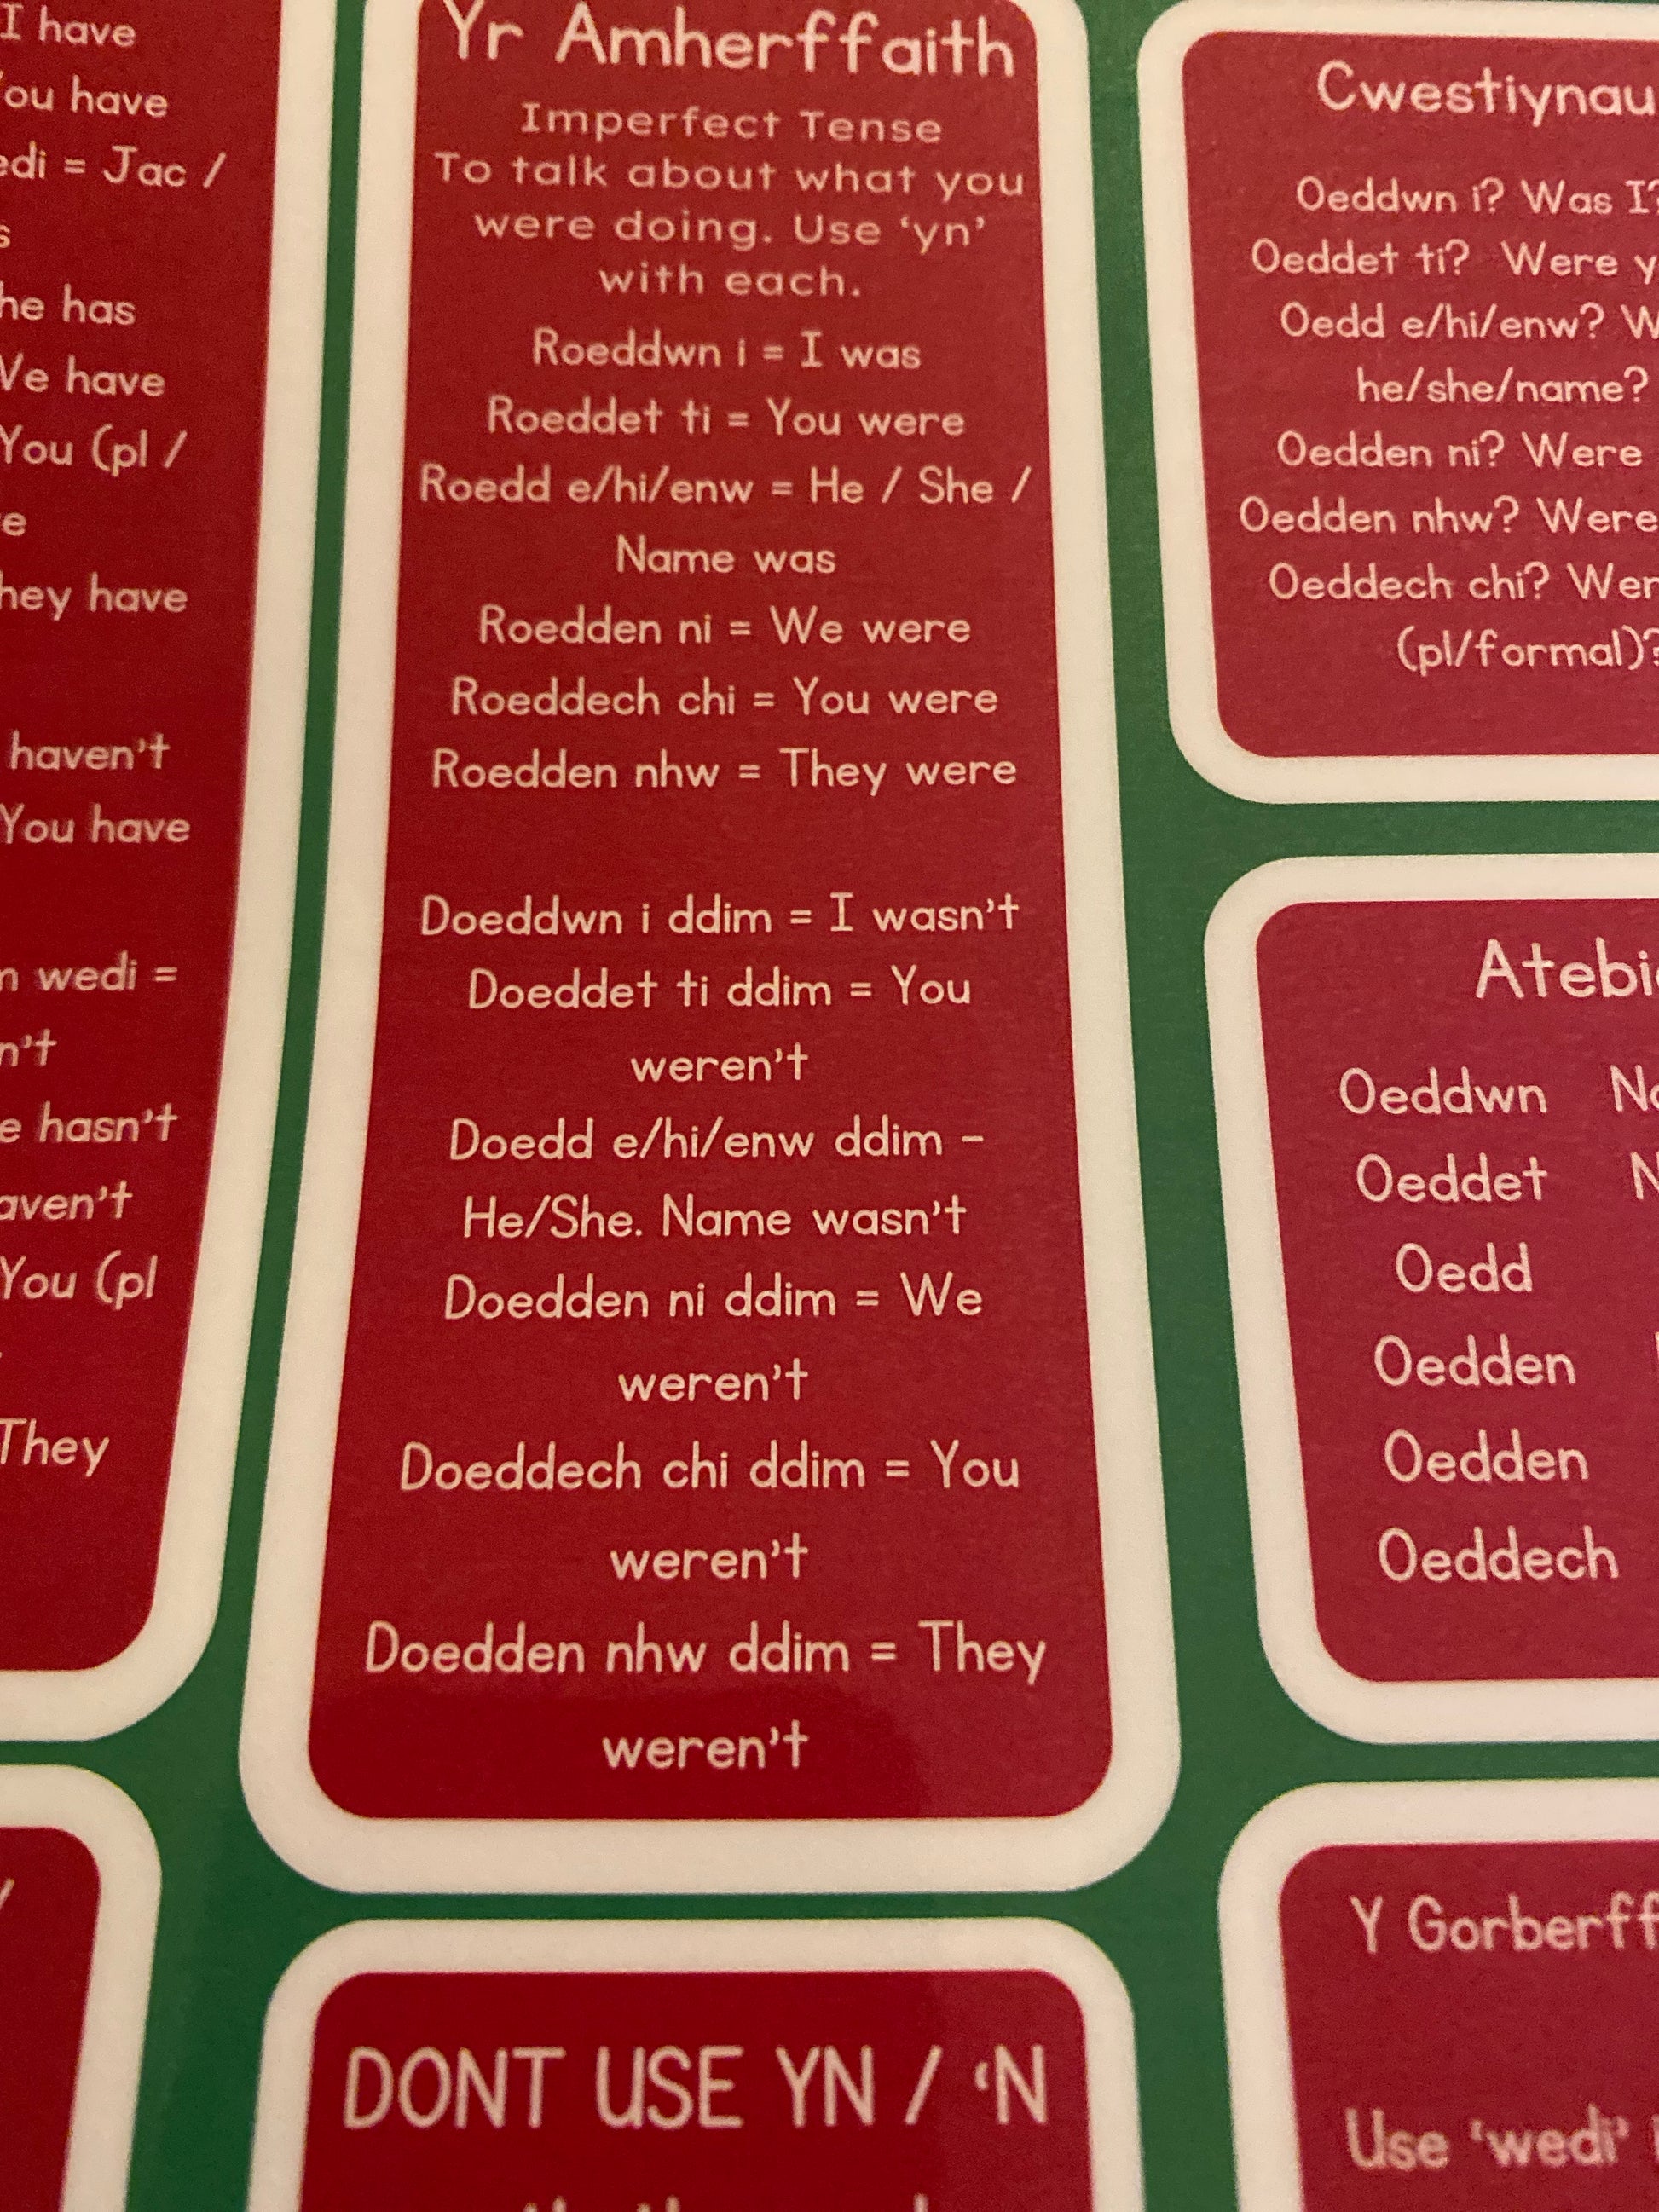 I have
You have
= Jac /
he has
We have
You (pl /
They have
haven't
You have
wedi =
hasn't
haven't
You (pl
They
Yr Amherffaith
Imperfect Tense
To talk about what you
were doing. Use ‘yn’
with each.
Roeddwn i = I was
Roeddet ti = You were
Roedd e/hi/enw = He / She /
Name was
Roedden ni = We were
Roeddech chi = You were
Roedden nhw = They were
Doeddwn i ddim = I wasn't
Doeddet ti ddim = You
weren't
Doedd e/hi/enw ddim -
He/She. Name wasn't
Doedden ni ddim = We
weren't
Doeddech chi ddim = You
weren't
Doedden nhw ddim = They
weren't
DONT USE YN / ‘N
Cwestiynau
Oeddwn i? Was I?
Oeddet ti? Were
Oedd e/hi/enw?
he/she/name?
Oedden ni? Were
Oedden nhw? Were
Oeddech chi?
(pl/formal)?
Oeddwn
Oeddet
Oedd
Oedden
Oedden
Oeddech
Y
Use ‘wedi’